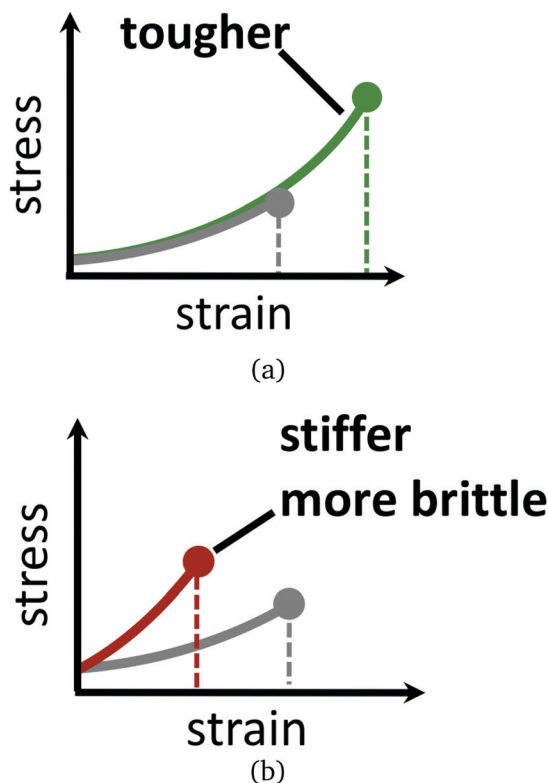 tougher
stress
strain
(a)
stiffer
more brittle
stress
strain
(b)